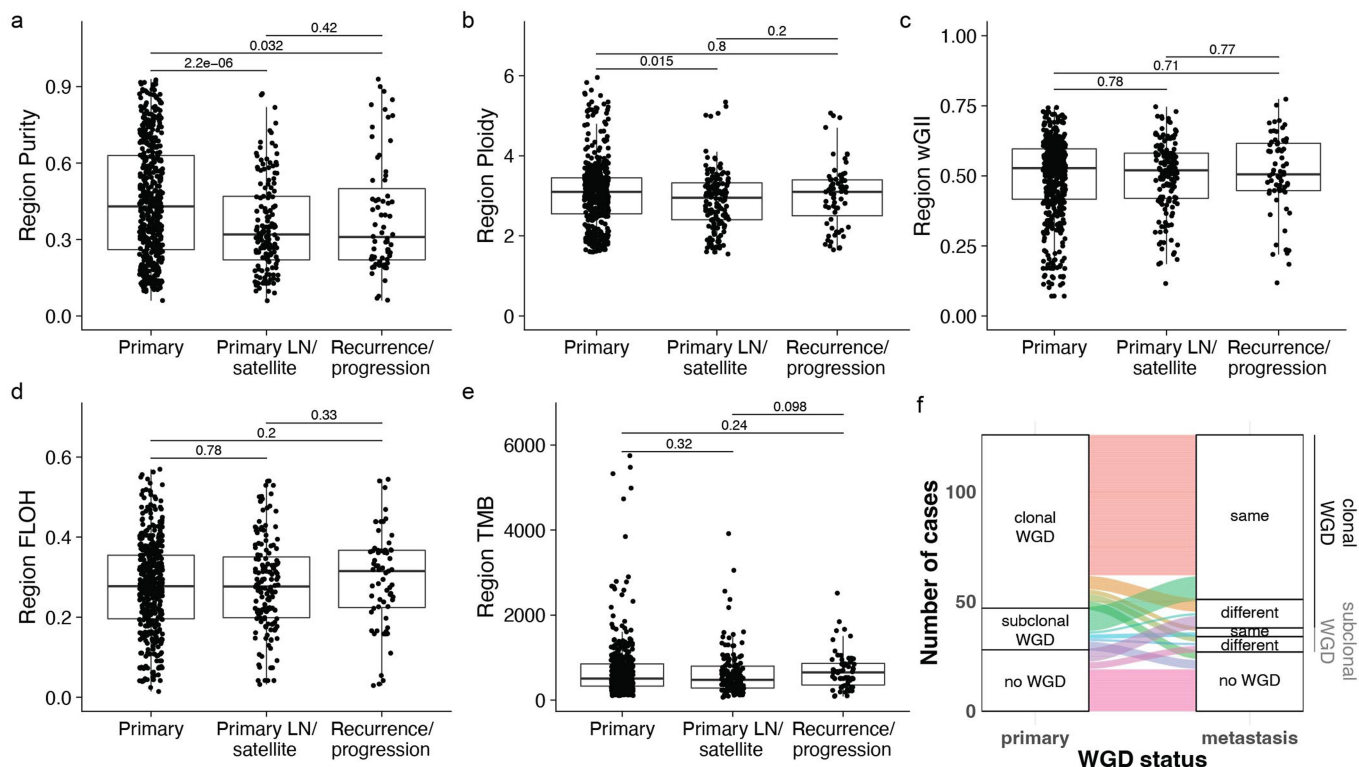 a
0.42
0.032
2.2e−06
0.9
0.6
0.3
0.0
Region Purity
Primary
Primary LN/
satellite
Recurrence/
progression
b
0.2
0.8
0.015
6
4
2
0
Region Ploidy
Primary
Primary LN/
satellite
Recurrence/
progression
c
1.00
0.77
0.71
0.78
0.75
0.50
0.25
0.00
Region wGII
Primary
Primary LN/
satellite
Recurrence/
progression
d
0.33
0.2
0.78
0.6
0.4
0.2
0.0
Region FLOH
Primary
Primary LN/
satellite
Recurrence/
progression
e
0.098
0.24
0.32
6000
4000
2000
0
Region TMB
Primary
Primary LN/
satellite
Recurrence/
progression
f
Number of cases
100
50
0
clonal
WGD
subclonal
WGD
no WGD
same
different
same
different
no WGD
clonal
WGD
subclonal
WGD
primary
metastasis
WGD status